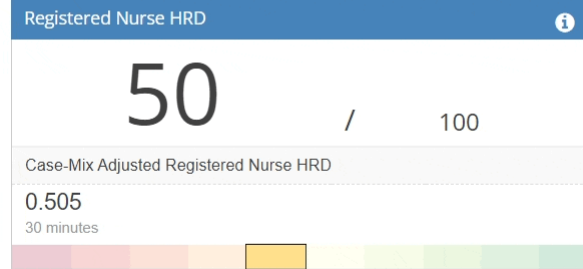 Registered Nurse HRD
50 / 100
Case-Mix Adjusted Registered Nurse HRD
0.505
30 minutes